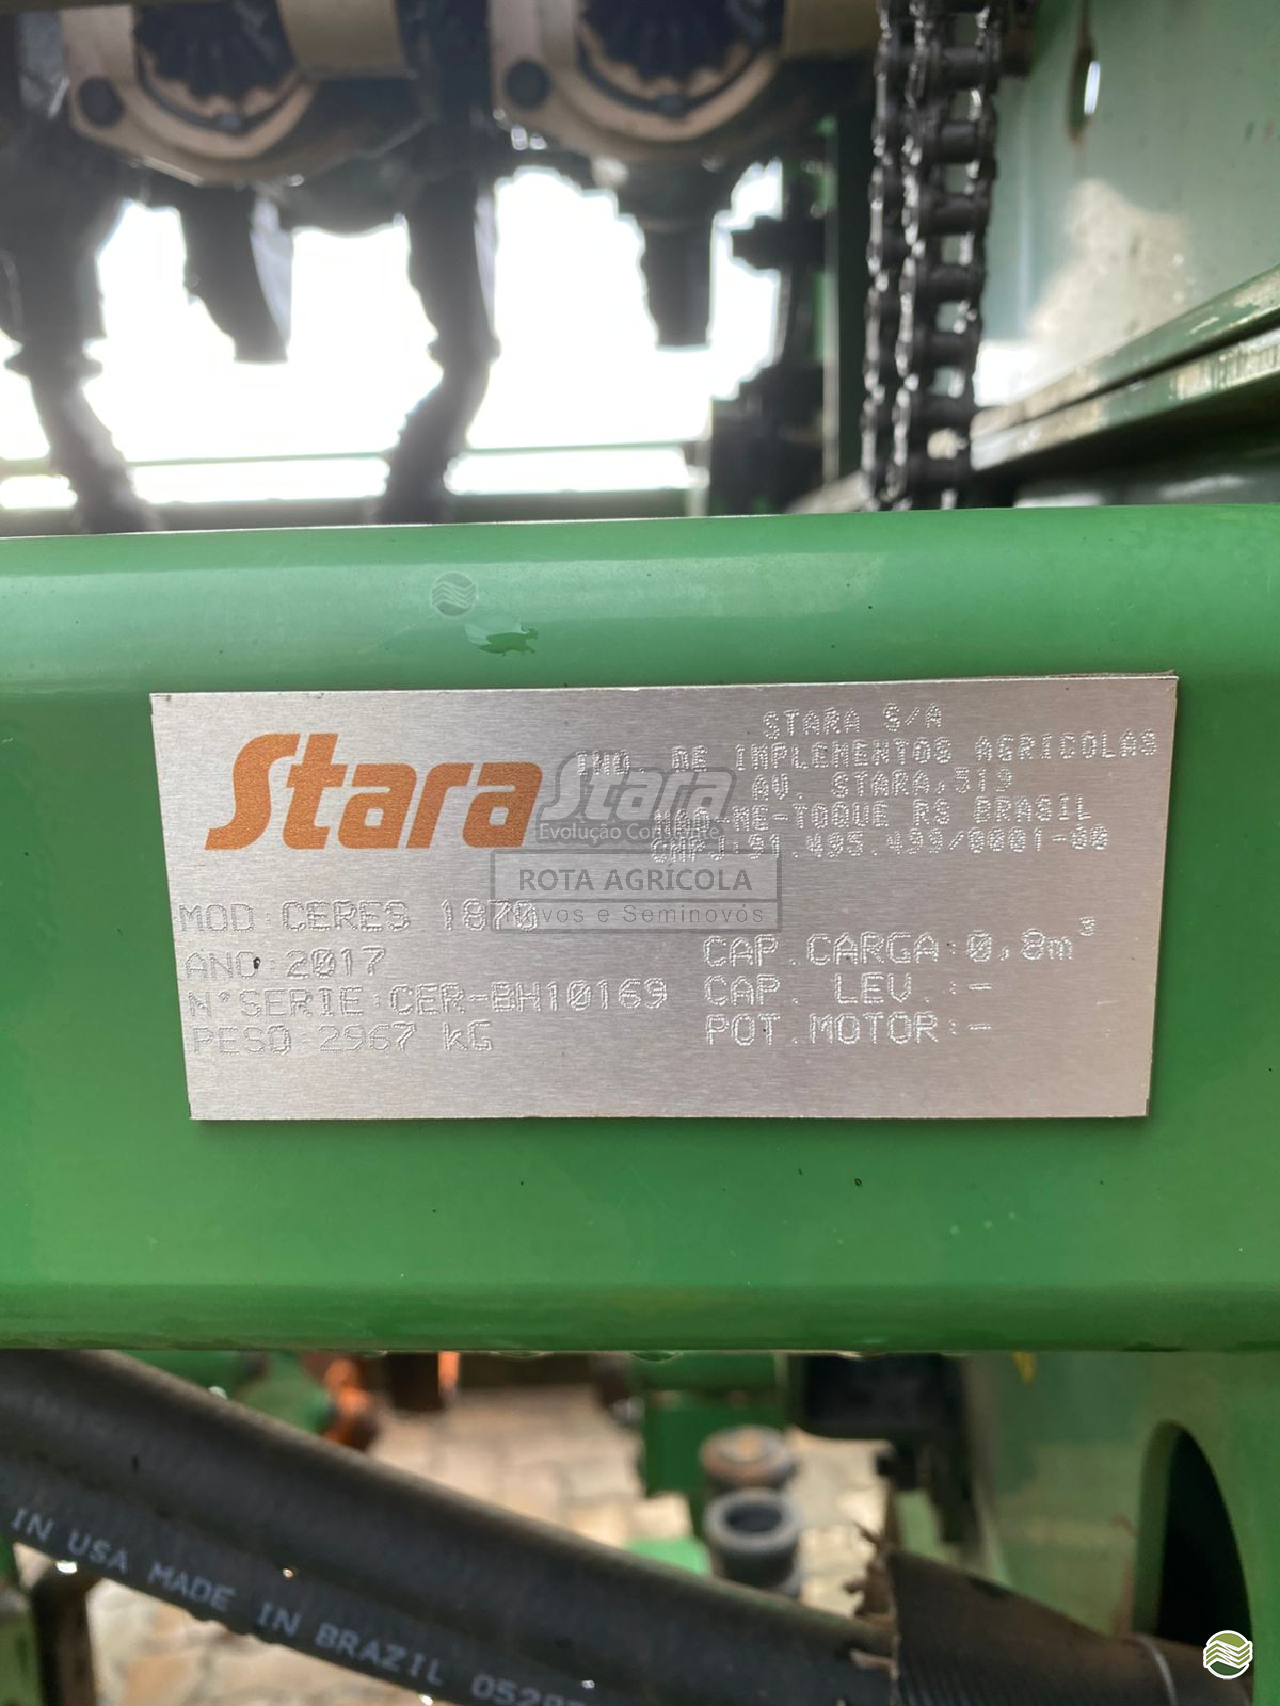 Stara
STARA S/A
IND. DE IMPLEMENTOS AGRICOLAS
AV. STARA, 519
NAO-ME-TOQUE RS BRASIL
CNPJ:91.495.499/0001-00
Stara
Evolução Constante
ROTA AGRÍCOLA
Novos e Seminovos
MOD:CERES 1870
ANO:2017
N°SERIE:CER-BH10169
PESO:2967 KG
CAP.CARGA:0,8m³
CAP. LEV.:-
POT.MOTOR:-
IN USA MADE IN BRAZIL